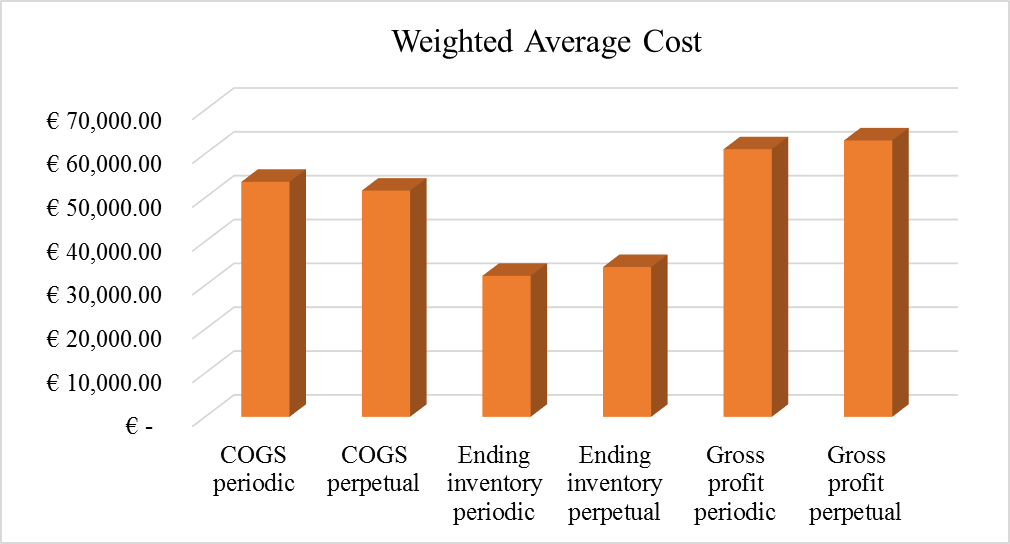 Weighted Average Cost
€ 70,000.00
€ 60,000.00
€ 50,000.00
€ 40,000.00
€ 30,000.00
€ 20,000.00
€ 10,000.00
€ -
COGS
periodic
COGS
perpetual
Ending
inventory
periodic
Ending
inventory
perpetual
Gross
profit
periodic
Gross
profit
perpetual